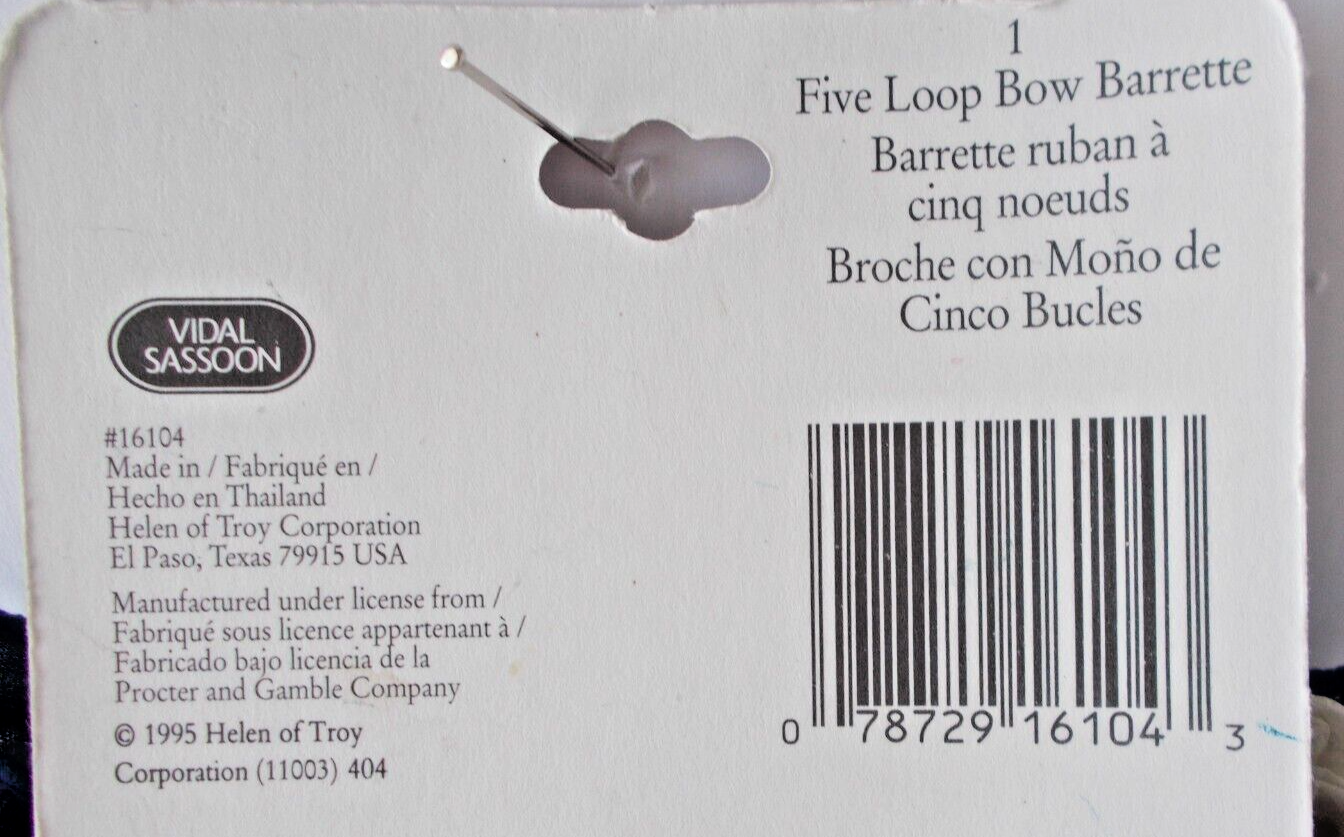 1
Five Loop Bow Barrette
Barrette ruban à
cinq noeuds
Broche con Moño de
Cinco Bucles
VIDAL
SASSOON
#16104
Made in / Fabriqué en /
Hecho en Thailand
Helen of Troy Corporation
El Paso, Texas 79915 USA
Manufactured under license from /
Fabriqué sous licence appartenant à /
Fabricado bajo licencia de la
Procter and Gamble Company
© 1995 Helen of Troy
Corporation (11003) 404
0 78729 16104 3